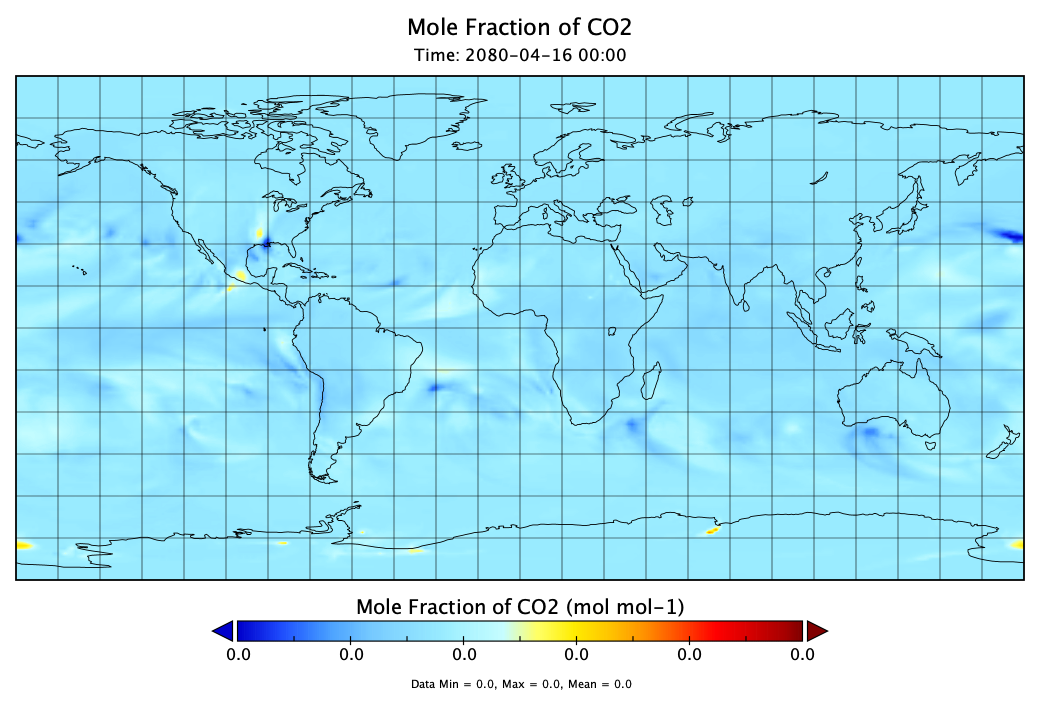 Mole Fraction of CO2
Time: 2080-04-16 00:00
Mole Fraction of CO2 (mol mol-1)
0.0 0.0 0.0 0.0 0.0 0.0
Data Min = 0.0, Max = 0.0, Mean = 0.0